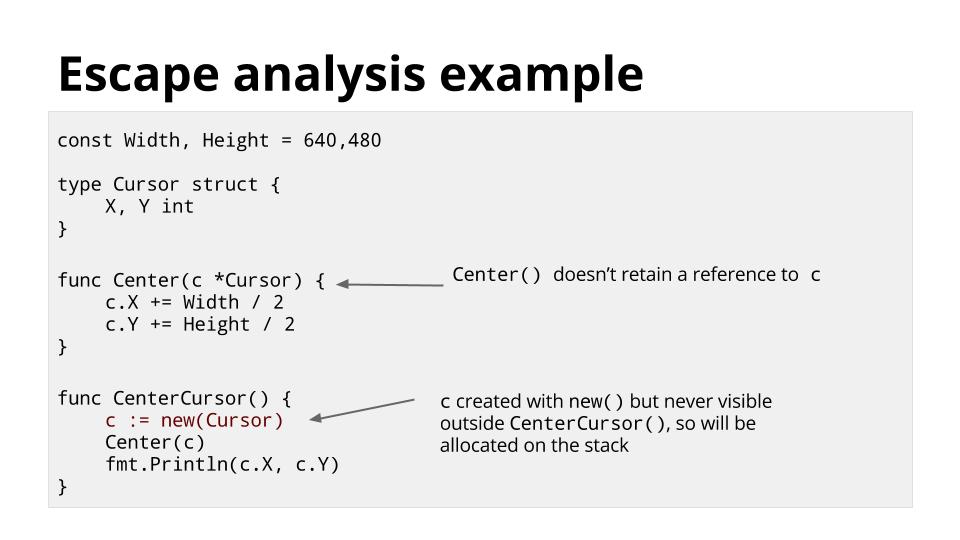 Escape analysis example
const Width, Height = 640,480
type Cursor struct {
X, Y int
}
func Center(c *Cursor) {
Center() doesn’t retain a reference to c
c.X += Width / 2
c.Y += Height / 2
}
func CenterCursor() {
c := new(Cursor)
Center(c)
fmt.Println(c.X, c.Y)
}
c created with new() but never visible
outside CenterCursor(), so will be
allocated on the stack